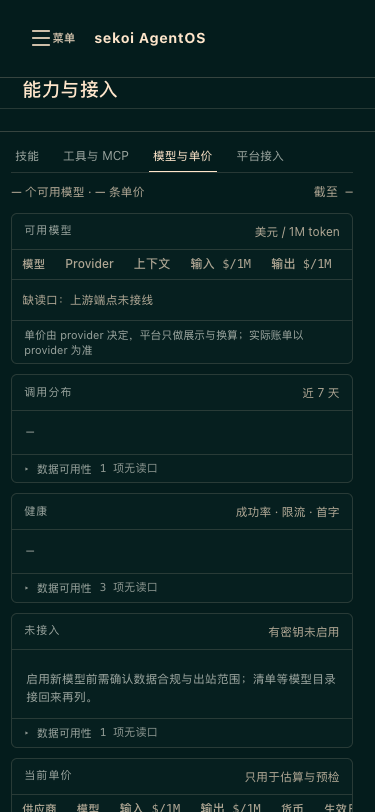 菜单 sekoi AgentOS
能力与接入
技能 工具与 MCP 模型与单价 平台接入
— 个可用模型 · — 条单价 截至 —
可用模型 美元 / 1M token
模型 Provider 上下文 输入 $/1M 输出 $/1M
缺读口：上游端点未接线
单价由 provider 决定，平台只做展示与换算；实际账单以
provider 为准
调用分布 近 7 天
—
▸ 数据可用性 1 项无读口
健康 成功率 · 限流 · 首字
—
▸ 数据可用性 3 项无读口
未接入 有密钥未启用
启用新模型前需确认数据合规与出站范围；清单等模型目录
接回来再列。
▸ 数据可用性 1 项无读口
当前单价 只用于估算与预检
供应商 模型 输入 $/1M 输出 $/1M 货币 生效